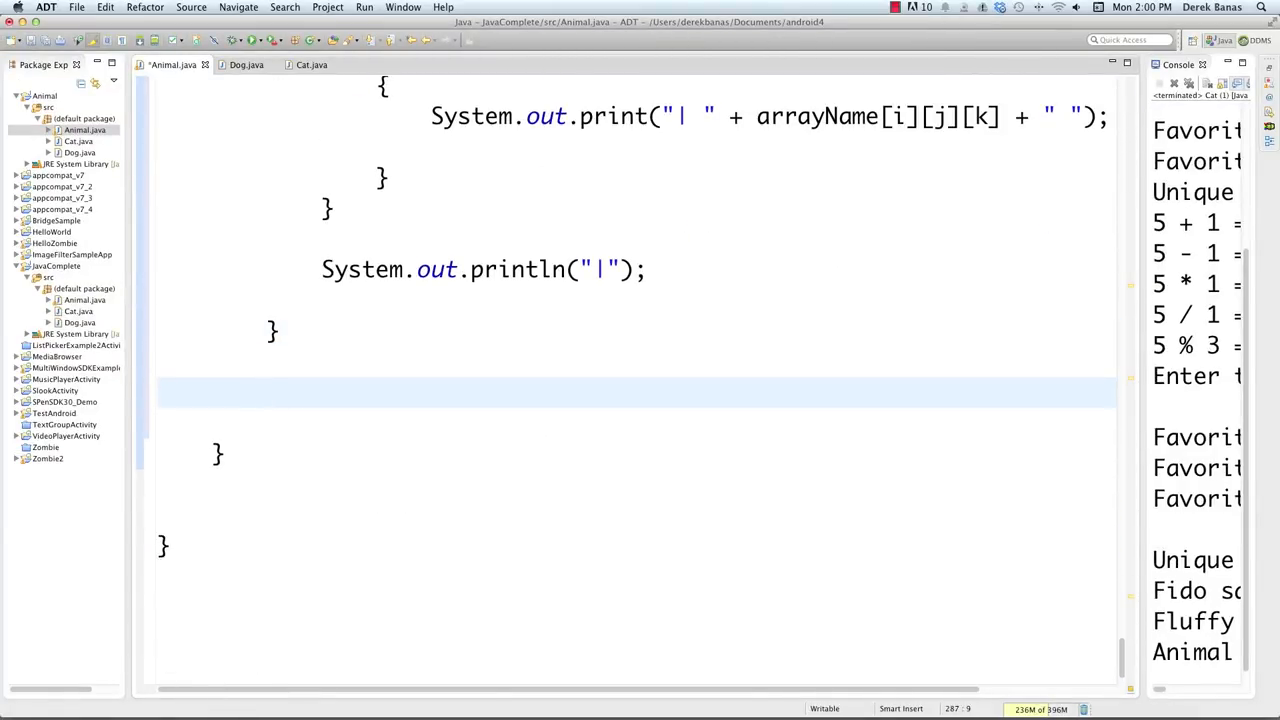 ADT File Edit Refactor Source Navigate Search Project Run Window Help 10 Mon 2:00 PM Derek Banas
Java - JavaComplete/src/Animal.java - ADT - /Users/derekbanas/Documents/android4
Quick Access Java DDMS
Package Exp
Animal
src
(default package)
Animal.java
Cat.java
Dog.java
JRE System Library [Ja
appcompat_v7
appcompat_v7_2
appcompat_v7_3
appcompat_v7_4
BridgeSample
HelloWorld
HelloZombie
ImageFilterSampleApp
JavaComplete
src
(default package)
Animal.java
Cat.java
Dog.java
JRE System Library [Ja
ListPickerExample2Activi
MediaBrowser
MultiWindowSDKExample
MusicPlayerActivity
SlookActivity
SPenSDK30_Demo
TestAndroid
TextGroupActivity
VideoPlayerActivity
Zombie
Zombie2
*Animal.java Dog.java Cat.java
{
System.out.print("| " + arrayName[i][j][k] + " ");
}
}
System.out.println("|");
}
}
}
Console
<terminated> Cat (1) [Java
Favorit
Favorit
Unique
5 + 1 =
5 - 1 =
5 * 1 =
5 / 1 =
5 % 3 =
Enter t
Favorit
Favorit
Favorit
Unique
Fido sa
Fluffy
Animal
Writable Smart Insert 287 : 9 236M of 396M